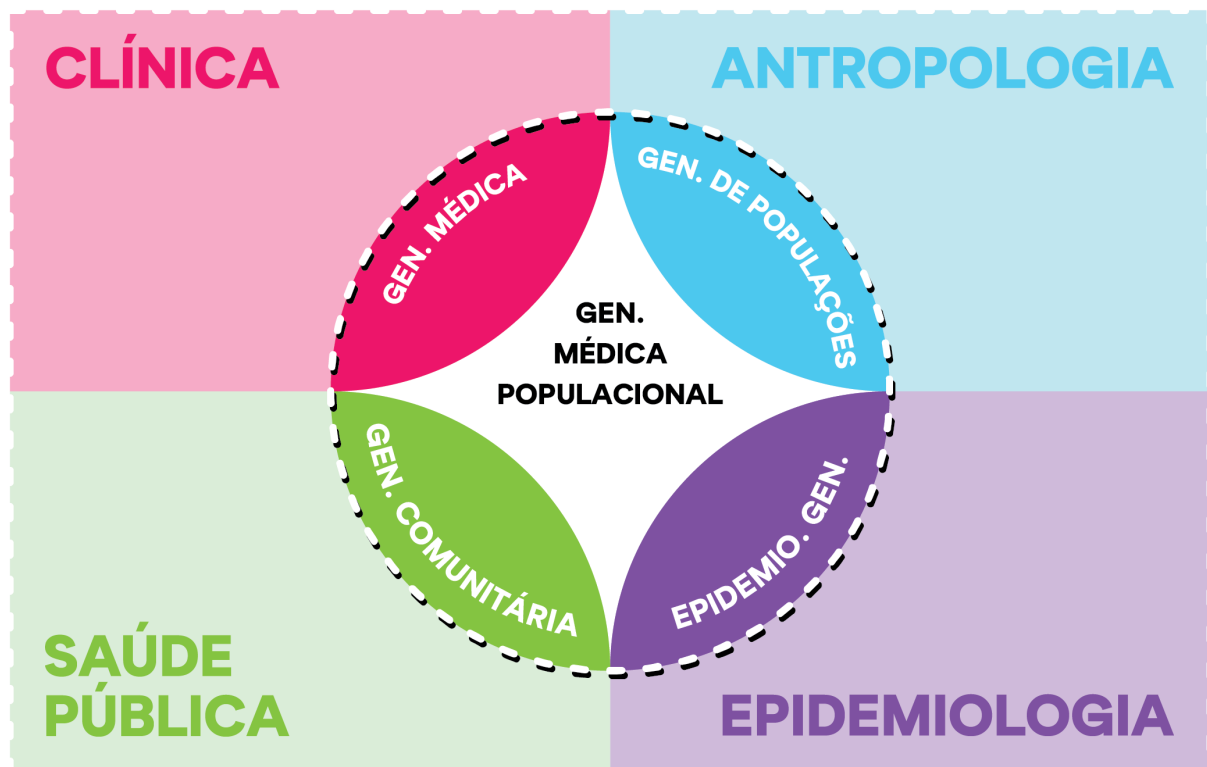 CLÍNICA
ANTROPOLOGIA
GEN. MÉDICA
GEN. DE POPULAÇÕES
GEN.
MÉDICA
POPULACIONAL
GEN. COMUNITÁRIA
EPIDEMIO. GEN.
SAÚDE
PÚBLICA
EPIDEMIOLOGIA